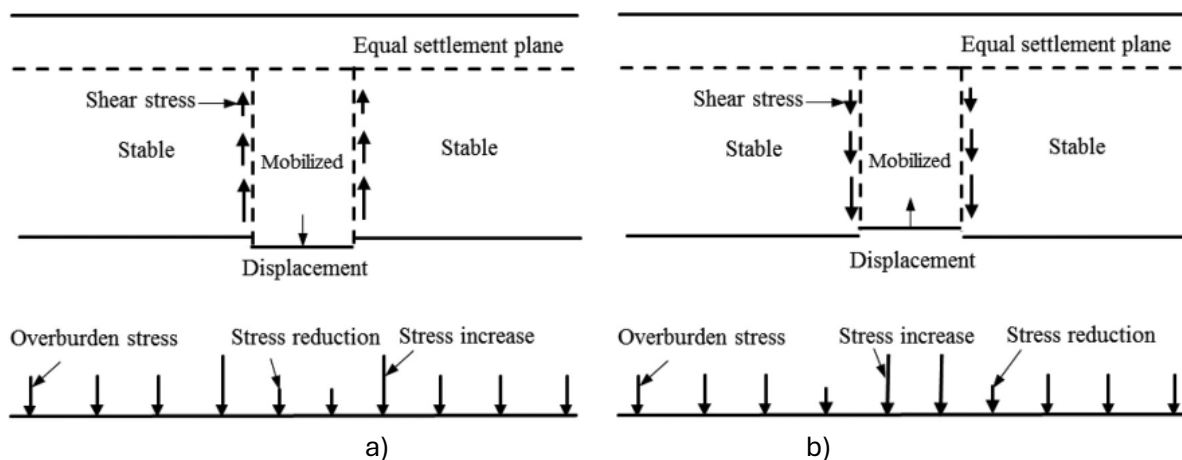 Equal settlement plane
Shear stress
Stable
Mobilized
Stable
Displacement
Overburden stress
Stress reduction
Stress increase
a)
Equal settlement plane
Shear stress
Stable
Mobilized
Stable
Displacement
Overburden stress
Stress increase
Stress reduction
b)